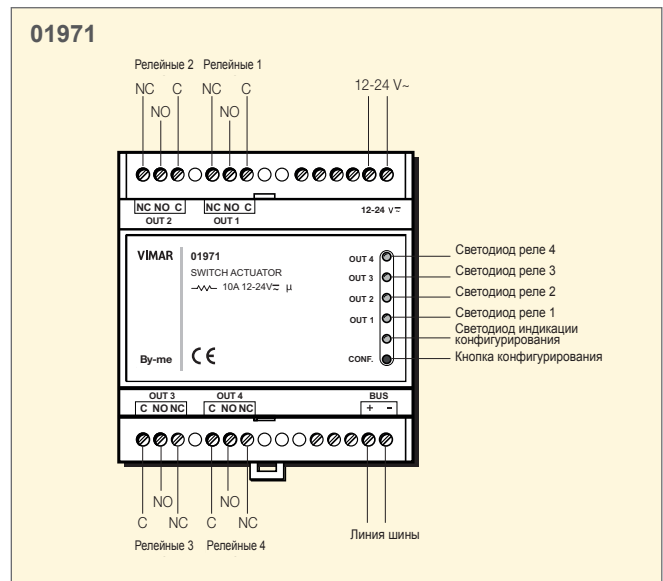 01971
Релейные 2 Релейные 1
NC C NC C 12-24 V~
NO NO
NC NO C NC NO C
OUT 2 OUT 1 12-24 V⎓
VIMAR 01971
SWITCH ACTUATOR
10A 12-24V⎓ µ
By-me CE
OUT 4 Светодиод реле 4
OUT 3 Светодиод реле 3
OUT 2 Светодиод реле 2
OUT 1 Светодиод реле 1
Светодиод индикации
конфигурирования
CONF. Кнопка конфигурирования
OUT 3 OUT 4 BUS
C NO NC C NO NC + -
NO NO
C NC C NC
Релейные 3 Релейные 4 Линия шины